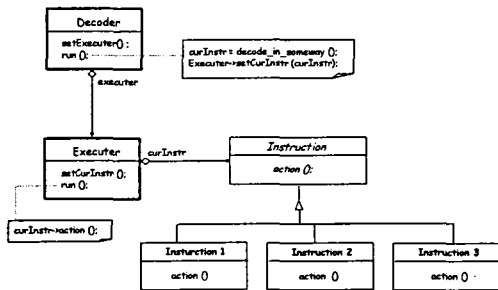 Decoder
setExecuter();
run ();
curInstr = decode_in_someway ();
Executer->setCurInstr (curInstr);
executer
Executer
setCurInstr ();
run ();
curInstr
Instruction
action ();
curInstr->action ();
Insturction 1
action ()
Instruction 2
action ()
Instruction 3
action ()